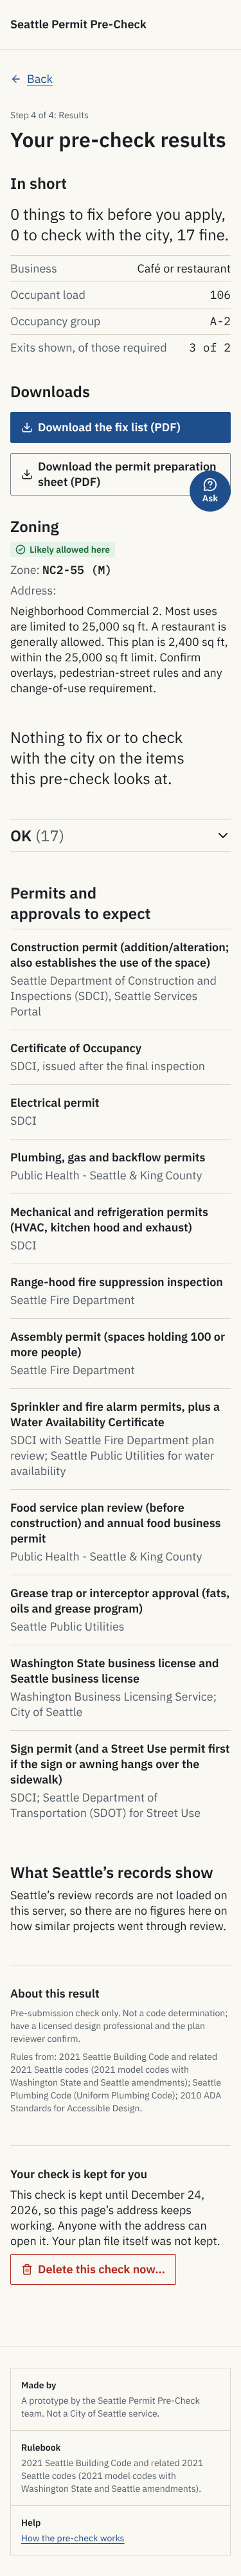 Seattle Permit Pre-Check
Back
Step 4 of 4: Results
Your pre-check results
In short
0 things to fix before you apply,
0 to check with the city, 17 fine.
Business Café or restaurant
Occupant load 106
Occupancy group A-2
Exits shown, of those required 3 of 2
Downloads
Download the fix list (PDF)
Download the permit preparation
sheet (PDF)
Ask
Zoning
Likely allowed here
Zone: NC2-55 (M)
Address:
Neighborhood Commercial 2. Most uses
are limited to 25,000 sq ft. A restaurant is
generally allowed. This plan is 2,400 sq ft,
within the 25,000 sq ft limit. Confirm
overlays, pedestrian-street rules and any
change-of-use requirement.
Nothing to fix or to check
with the city on the items
this pre-check looks at.
OK (17)
Permits and
approvals to expect
Construction permit (addition/alteration;
also establishes the use of the space)
Seattle Department of Construction and
Inspections (SDCI), Seattle Services
Portal
Certificate of Occupancy
SDCI, issued after the final inspection
Electrical permit
SDCI
Plumbing, gas and backflow permits
Public Health - Seattle & King County
Mechanical and refrigeration permits
(HVAC, kitchen hood and exhaust)
SDCI
Range-hood fire suppression inspection
Seattle Fire Department
Assembly permit (spaces holding 100 or
more people)
Seattle Fire Department
Sprinkler and fire alarm permits, plus a
Water Availability Certificate
SDCI with Seattle Fire Department plan
review; Seattle Public Utilities for water
availability
Food service plan review (before
construction) and annual food business
permit
Public Health - Seattle & King County
Grease trap or interceptor approval (fats,
oils and grease program)
Seattle Public Utilities
Washington State business license and
Seattle business license
Washington Business Licensing Service;
City of Seattle
Sign permit (and a Street Use permit first
if the sign or awning hangs over the
sidewalk)
SDCI; Seattle Department of
Transportation (SDOT) for Street Use
What Seattle's records show
Seattle's review records are not loaded on
this server, so there are no figures here on
how similar projects went through review.
About this result
Pre-submission check only. Not a code determination;
have a licensed design professional and the plan
reviewer confirm.
Rules from: 2021 Seattle Building Code and related
2021 Seattle codes (2021 model codes with
Washington State and Seattle amendments); Seattle
Plumbing Code (Uniform Plumbing Code); 2010 ADA
Standards for Accessible Design.
Your check is kept for you
This check is kept until December 24,
2026, so this page's address keeps
working. Anyone with the address can
open it. Your plan file itself was not kept.
Delete this check now...
Made by
A prototype by the Seattle Permit Pre-Check
team. Not a City of Seattle service.
Rulebook
2021 Seattle Building Code and related 2021
Seattle codes (2021 model codes with
Washington State and Seattle amendments).
Help
How the pre-check works